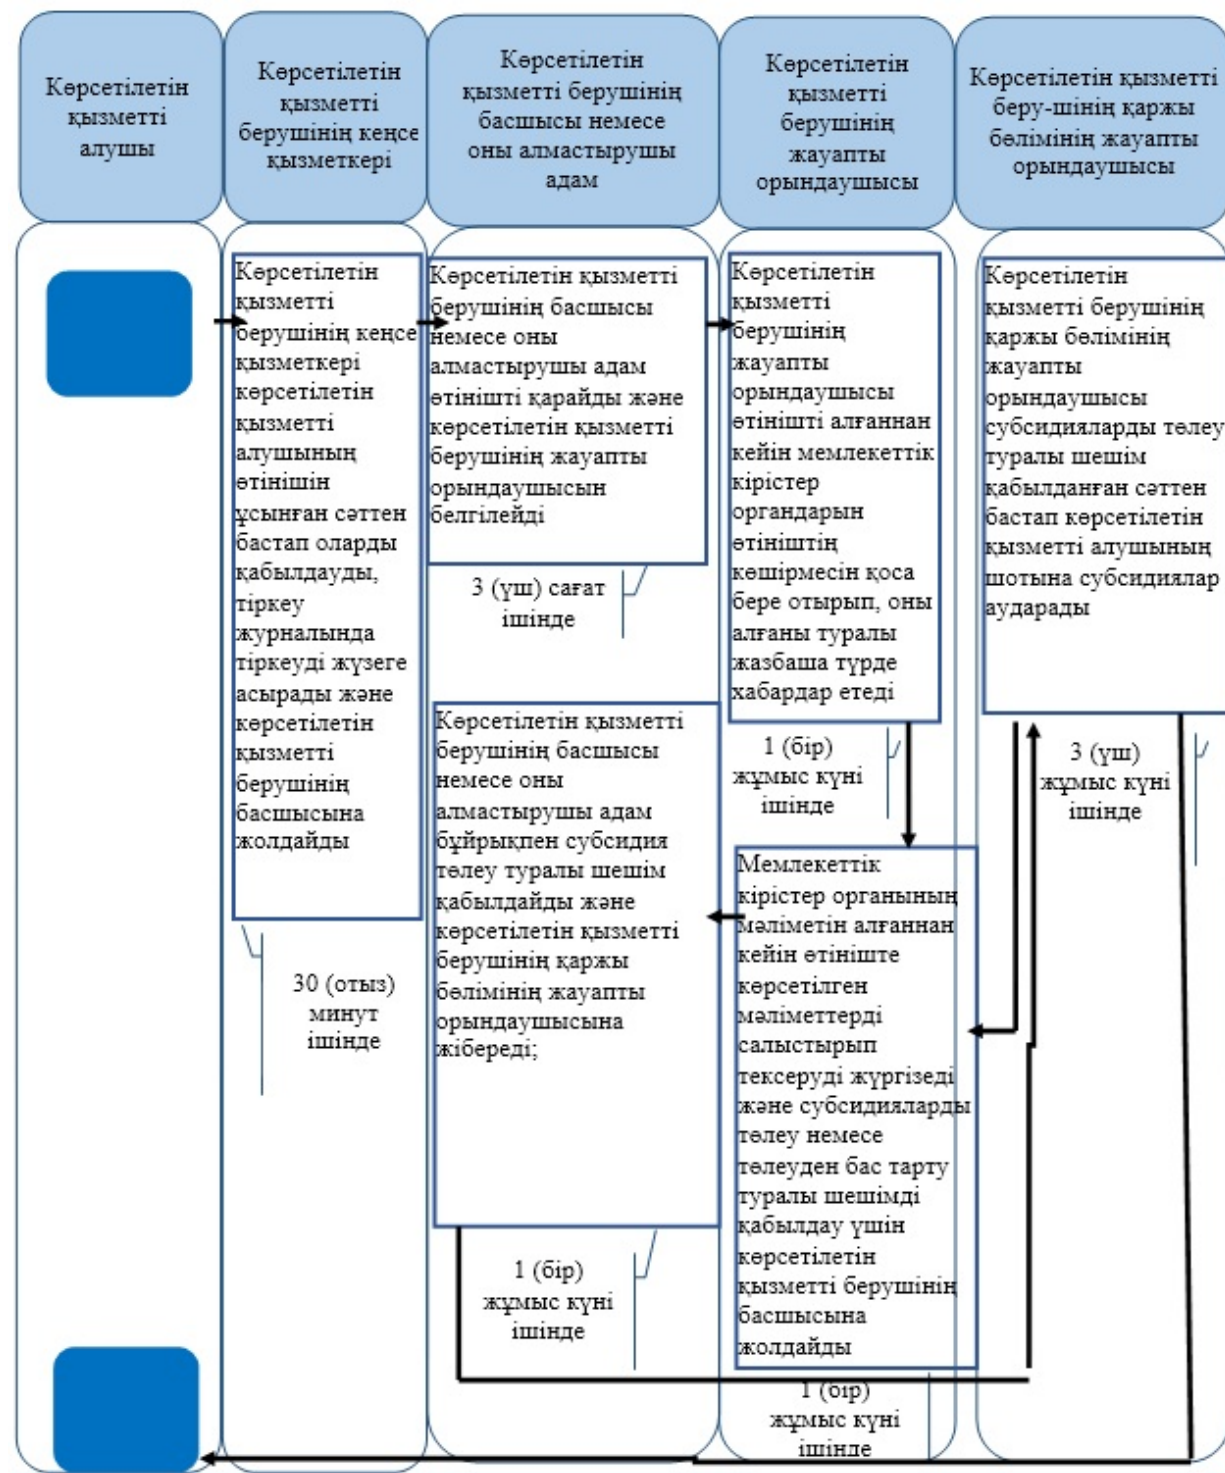 Көрсетілетін
қызметті
алушы
Көрсетілетін
қызметті
берушінің кеңсе
қызметкері
Көрсетілетін
қызметті берушінің
басшысы немесе
оны алмастырушы
адам
Көрсетілетін
қызметті
берушінің
жауапты
орындаушысы
Көрсетілетін қызметті
беру-шінің қаржы
бөлімінің жауапты
орындаушысы
Көрсетілетін
қызметті
берушінің кеңсе
қызметкері
көрсетілетін
қызметті
алушының
өтінішін
ұсынған сәттен
бастап оларды
қабылдауды,
тіркеу
журналында
тіркеуді жүзеге
асырады және
көрсетілетін
қызметті
берушінің
басшысына
жолдайды
30 (отыз)
минут
ішінде
Көрсетілетін қызметті
берушінің басшысы
немесе оны
алмастырушы адам
өтінішті қарайды және
көрсетілетін қызметті
берушінің жауапты
орындаушысын
белгілейді
3 (үш) сағат
ішінде
Көрсетілетін
қызметті
берушінің
жауапты
орындаушысы
өтінішті алғаннан
кейін мемлекеттік
кірістер
органдарын
өтініштің
көшірмесін қоса
бере отырып, оны
алғаны туралы
жазбаша түрде
хабардар етеді
1 (бір)
жұмыс күні
ішінде
Мемлекеттік
кірістер органының
мәліметін алғаннан
кейін өтініште
көрсетілген
мәліметтерді
салыстырып
тексеруді жүргізеді
және субсидияларды
төлеу немесе
төлеуден бас тарту
туралы шешімді
қабылдау үшін
көрсетілетін
қызметті берушінің
басшысына
жолдайды
1 (бір)
жұмыс күні
ішінде
Көрсетілетін қызметті
берушінің басшысы
немесе оны
алмастырушы адам
бұйрықпен субсидия
төлеу туралы шешім
қабылдайды және
көрсетілетін қызметті
берушінің қаржы
бөлімінің жауапты
орындаушысына
жібереді;
1 (бір)
жұмыс күні
ішінде
Көрсетілетін
қызметті берушінің
қаржы бөлімінің
жауапты
орындаушысы
субсидияларды төлеу
туралы шешім
қабылданған сәттен
бастап көрсетілетін
қызметті алушының
шотына субсидиялар
аударады
3 (үш)
жұмыс күні
ішінде